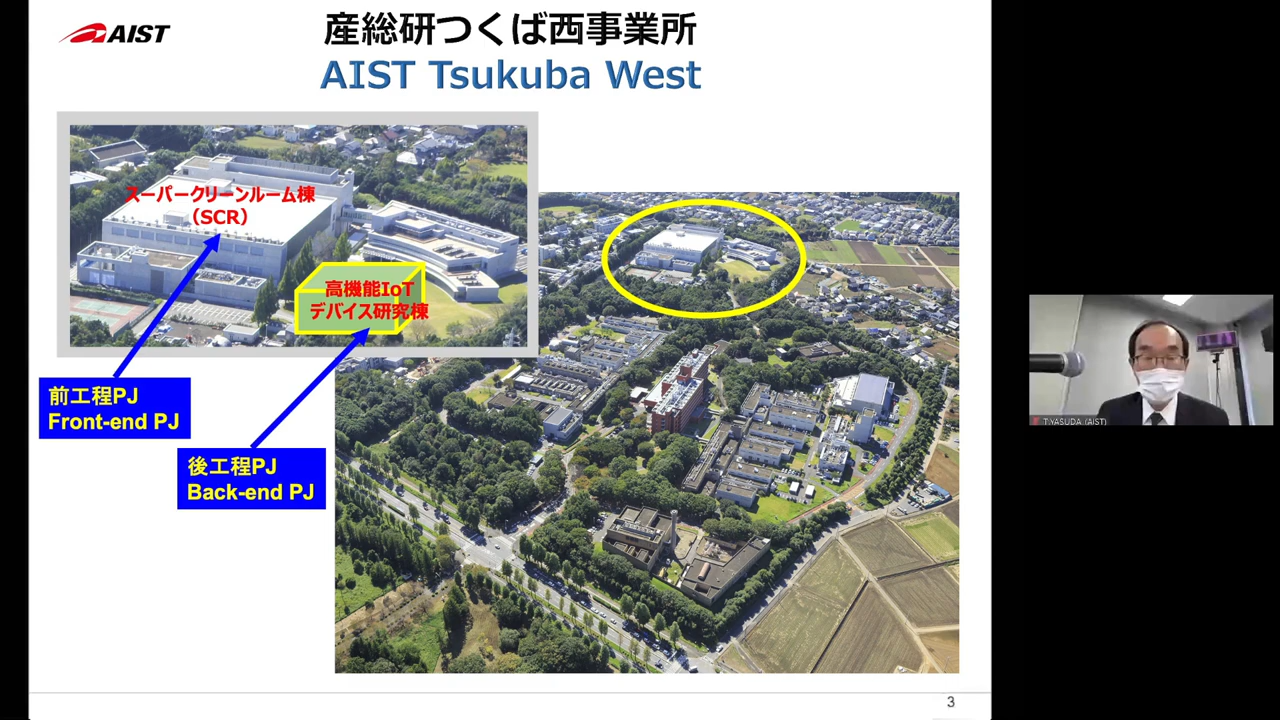 AIST
産総研つくば西事業所
AIST Tsukuba West
スーパークリーンルーム棟
（SCR）
高機能IoT
デバイス研究棟
前工程PJ
Front-end PJ
後工程PJ
Back-end PJ
T.YASUDA (AIST)
3